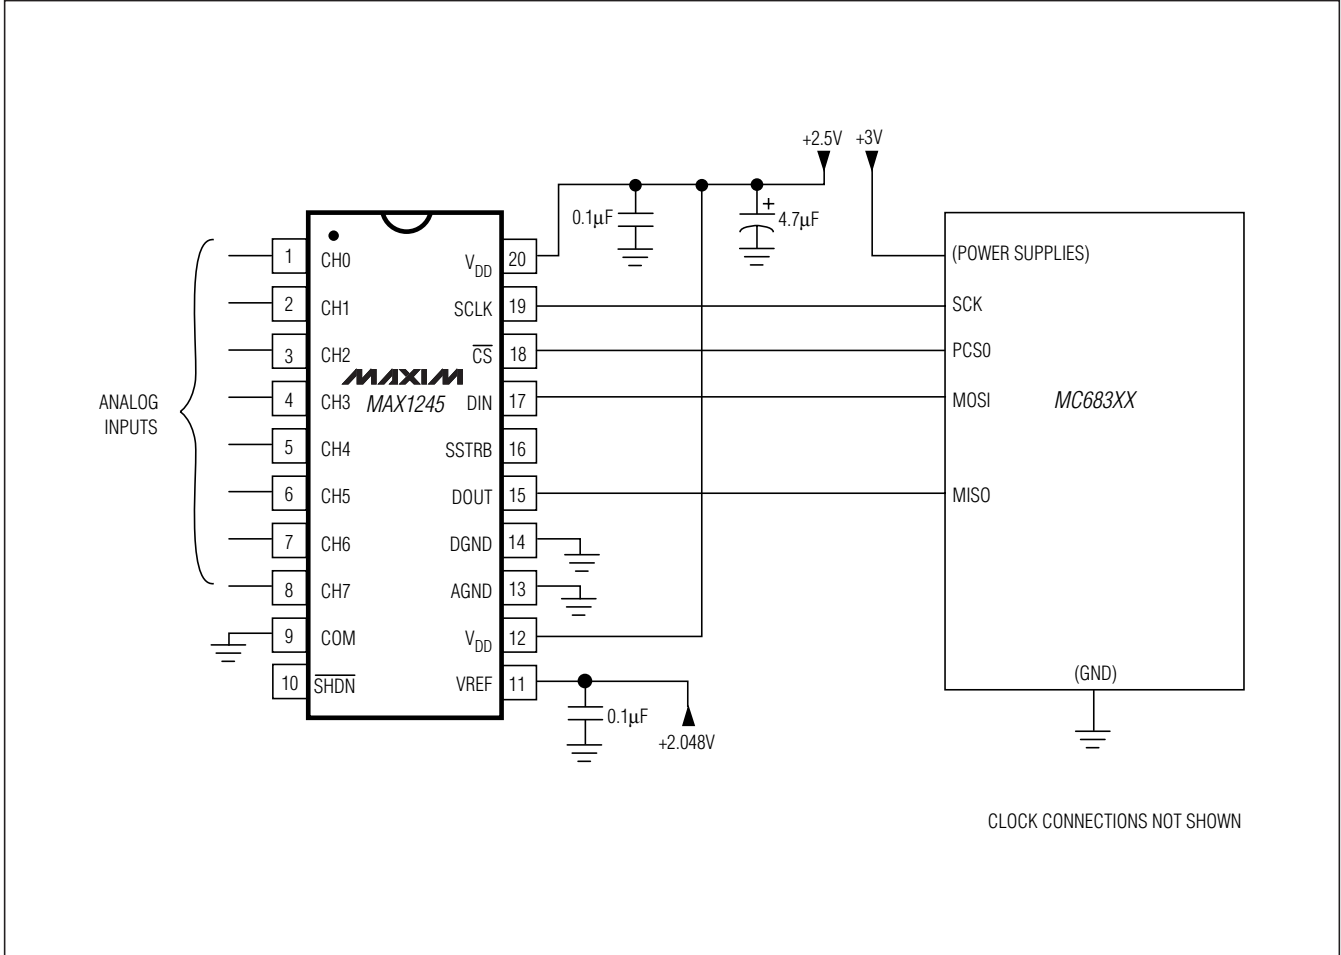 +2.5V +3V
0.1µF
+
4.7µF
ANALOG
INPUTS
1 CH0
2 CH1
3 CH2
4 CH3
5 CH4
6 CH5
7 CH6
8 CH7
9 COM
10 SHDN
MAXIM
MAX1245
VDD 20
SCLK 19
CS 18
DIN 17
SSTRB 16
DOUT 15
DGND 14
AGND 13
VDD 12
VREF 11
0.1µF
+2.048V
(POWER SUPPLIES)
SCK
PCS0
MOSI
MISO
MC683XX
(GND)
CLOCK CONNECTIONS NOT SHOWN